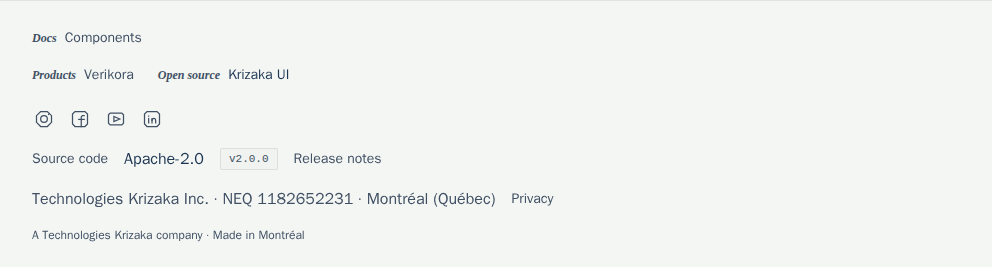 Docs Components
Products Verikora Open source Krizaka UI
Source code Apache-2.0 v2.0.0 Release notes
Technologies Krizaka Inc. · NEQ 1182652231 · Montréal (Québec) Privacy
A Technologies Krizaka company · Made in Montréal